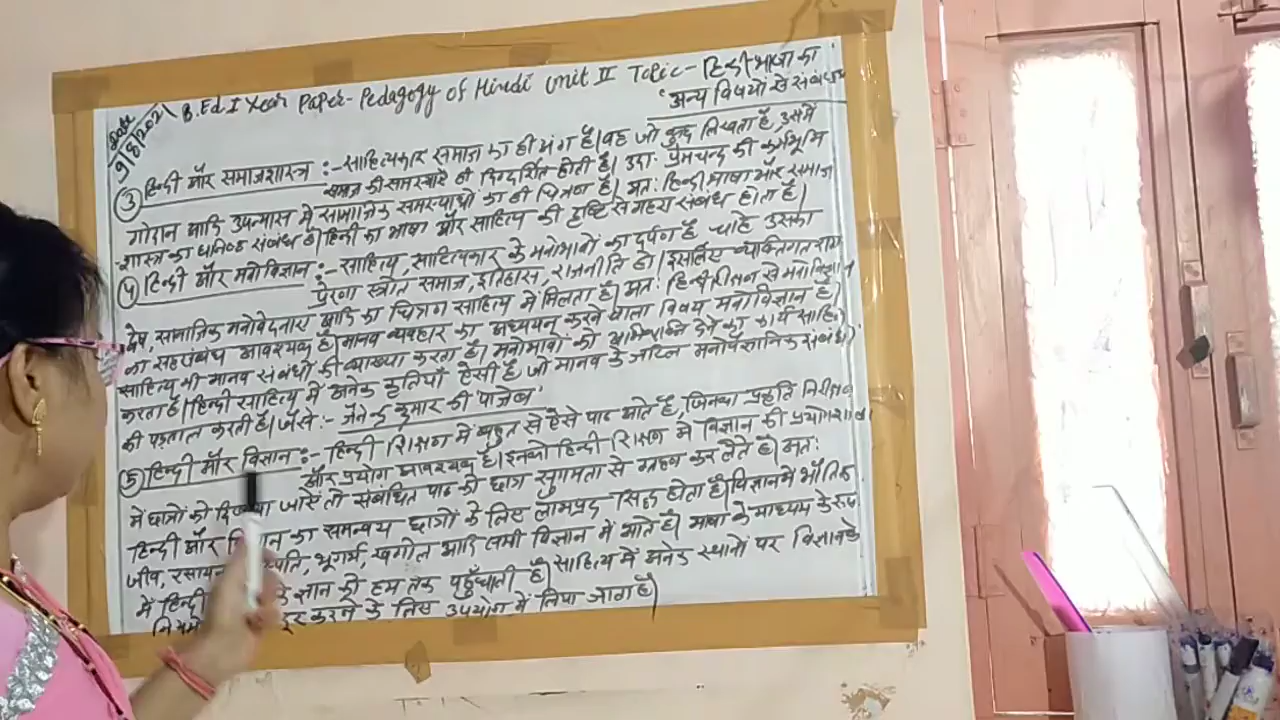 Date 9/8/2021
B.Ed. I Year Paper- Pedagogy of Hindi Unit II Topic- हिन्दी भाषा का
'अन्य विषयों से संबंध'
③ हिन्दी और समाजशास्त्र :- साहित्यकार समाज का ही अंग है। वह जो कुछ लिखता है, उसमें
समाज की समस्याएँ ही दिग्दर्शित होती हैं। उदा: प्रेमचन्द की कर्मभूमि
गोदान आदि उपन्यास में सामाजिक समस्याओं का ही चित्रण है। अत: हिन्दी भाषा और समाज
शास्त्र का घनिष्ठ संबंध है। हिन्दी का भाषा और साहित्य की दृष्टि से गहरा संबंध होता है।
④ हिन्दी और मनोविज्ञान :- साहित्य, साहित्यकार के मनोभावों का दर्पण है चाहे उसका
प्रेरणा स्त्रोत समाज, इतिहास, राजनीति हो। इसलिए व्यक्तिगत राग
द्वेष सामाजिक मनोवेदनाएं आदि का चित्रण साहित्य में मिलता है। अत: हिन्दी शिक्षण से मनोविज्ञान
का सहसंबंध आवश्यक है। मानव व्यवहार का अध्ययन करने वाला विषय मनोविज्ञान है।
साहित्य भी मानव संबंधों की व्याख्या करता है। मनोभावों को अभिव्यक्ति देने का कार्य साहित्य
करता है। हिन्दी साहित्य में अनेक कृतियाँ ऐसी हैं जो मानव के जटिल मनोवैज्ञानिक संबंधों
की पड़ताल करती हैं। जैसे :- जैनेन्द्र कुमार की 'पाजेब'
⑤ हिन्दी और विज्ञान :- हिन्दी शिक्षण में बहुत से ऐसे पाठ आते हैं, जिनका प्रकृति निरीक्षण
और प्रयोग आवश्यक है। इनको हिन्दी शिक्षण में विज्ञान की प्रयोगशाला
में छात्रों को जाएँ तो संबंधित पाठ को छात्र सुगमता से ग्रहण कर लेते हैं। अत:
हिन्दी और का समन्वय छात्रों के लिए लाभप्रद सिद्ध होता है। विज्ञान में भौतिक
जीव, रसायन भूगर्भ, खगोल आदि सभी विज्ञान में आते हैं। भाषा के माध्यम के रूप
में हिन्दी ज्ञान को हम तक पहुँचाती है। साहित्य में अनेक स्थानों पर विज्ञान के
करने के लिए उपयोग में लिया जाता है।